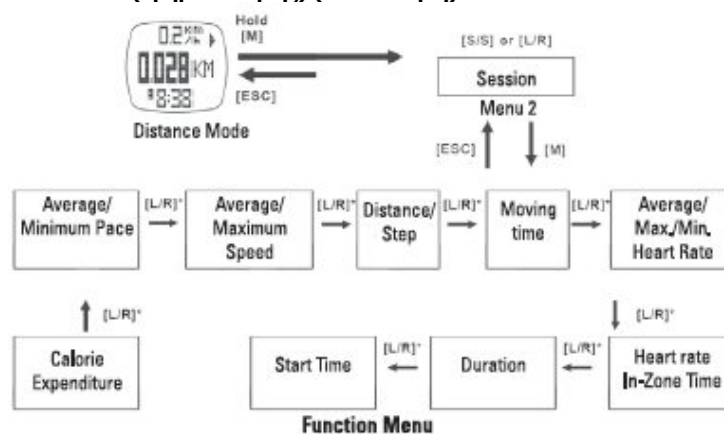 Hold
[M]
0.2 KM/h
0.028 KM
8:38
[ESC]
Distance Mode
[S/S] or [L/R]
Session
Menu 2
[ESC]
[M]
Average/
Minimum Pace
[L/R]*
Average/
Maximum
Speed
[L/R]*
Distance/
Step
[L/R]*
Moving
time
[L/R]*
Average/
Max./Min.
Heart Rate
[L/R]*
[L/R]*
Calorie
Expenditure
Start Time
[L/R]*
Duration
[L/R]*
Heart rate
In-Zone Time
Function Menu